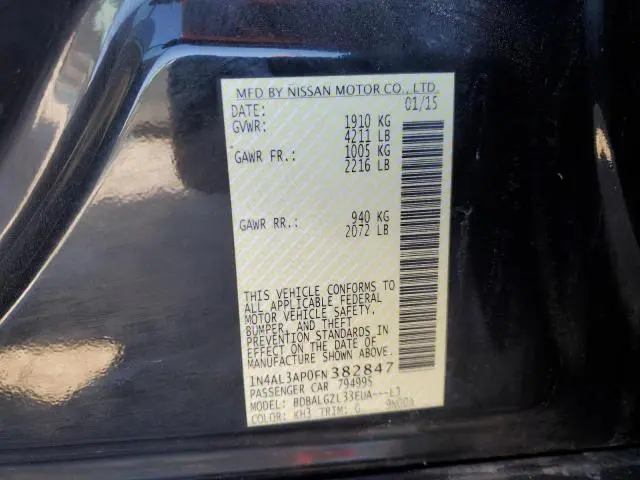 MFD BY NISSAN MOTOR CO., LTD.
DATE: 01/15
GVWR: 1910 KG
4211 LB
GAWR FR.: 1005 KG
2216 LB
GAWR RR.: 940 KG
2072 LB
THIS VEHICLE CONFORMS TO
ALL APPLICABLE FEDERAL
MOTOR VEHICLE SAFETY,
BUMPER, AND THEFT
PREVENTION STANDARDS IN
EFFECT ON THE DATE OF
MANUFACTURE SHOWN ABOVE.
1N4AL3AP0FN382847
PASSENGER CAR 794995
MODEL: BDBALGZL33EUA---EJ
COLOR: KH3 TRIM: G